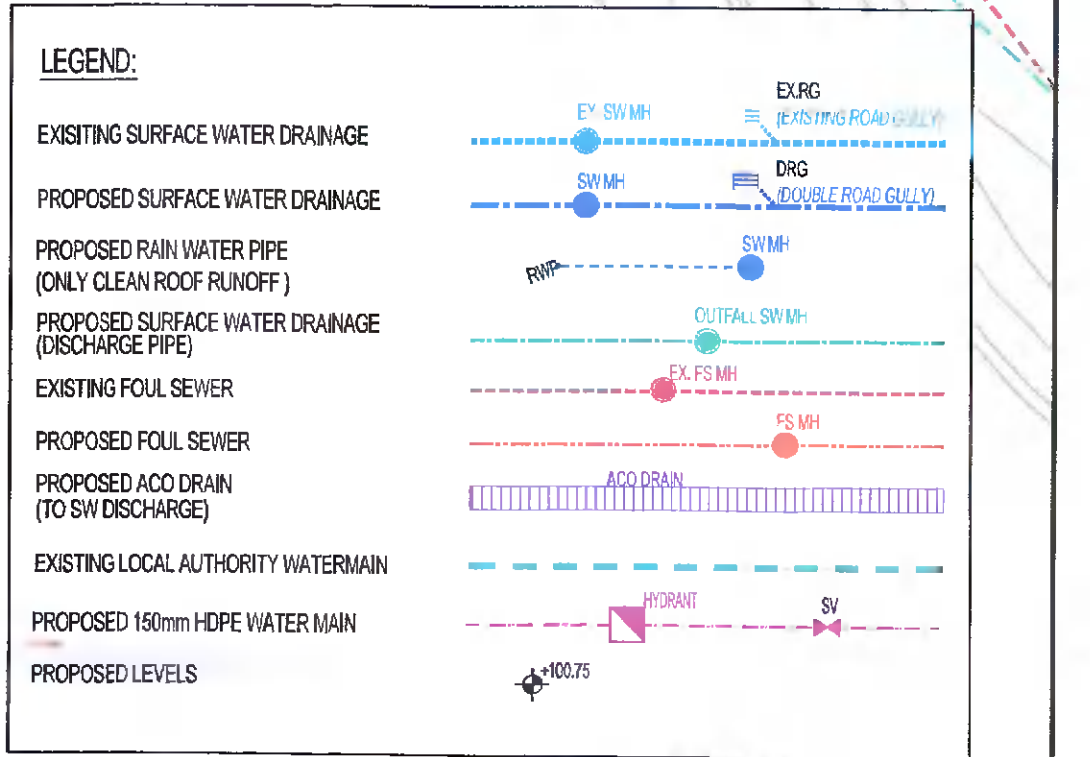 LEGEND:
EXISITING SURFACE WATER DRAINAGE
EX. SW MH
EX.RG
(EXISTING ROAD GULLY)
PROPOSED SURFACE WATER DRAINAGE
SW MH
DRG
(DOUBLE ROAD GULLY)
PROPOSED RAIN WATER PIPE
(ONLY CLEAN ROOF RUNOFF )
RWP
SW MH
PROPOSED SURFACE WATER DRAINAGE
(DISCHARGE PIPE)
OUTFALL SW MH
EXISTING FOUL SEWER
EX. FS MH
PROPOSED FOUL SEWER
FS MH
PROPOSED ACO DRAIN
(TO SW DISCHARGE)
ACO DRAIN
EXISTING LOCAL AUTHORITY WATERMAIN
PROPOSED 150mm HDPE WATER MAIN
HYDRANT
SV
PROPOSED LEVELS
+100.75